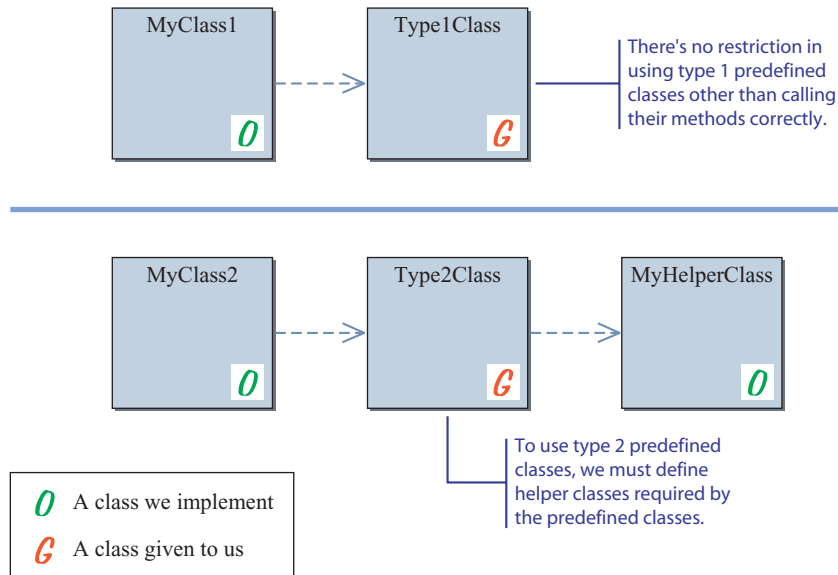 MyClass1
Type1Class
O
G
There's no restriction in
using type 1 predefined
classes other than calling
their methods correctly.
MyClass2
Type2Class
MyHelperClass
O
G
O
To use type 2 predefined
classes, we must define
helper classes required by
the predefined classes.
O A class we implement
G A class given to us